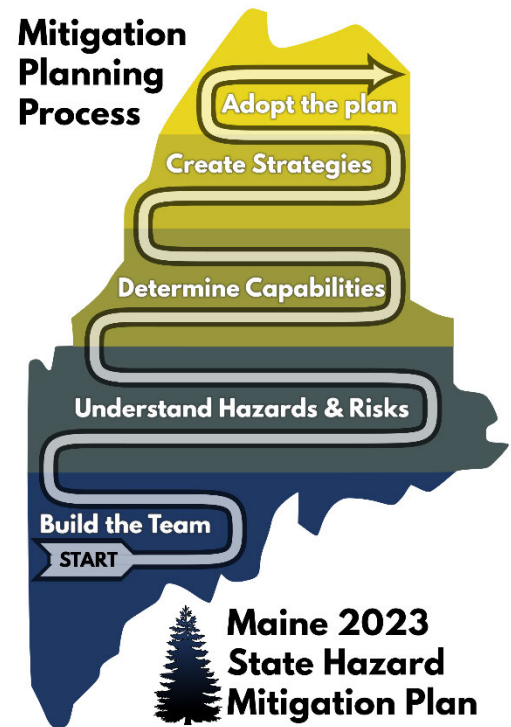 Mitigation
Planning
Process
Adopt the plan
Create Strategies
Determine Capabilities
Understand Hazards & Risks
Build the Team
START
Maine 2023
State Hazard
Mitigation Plan